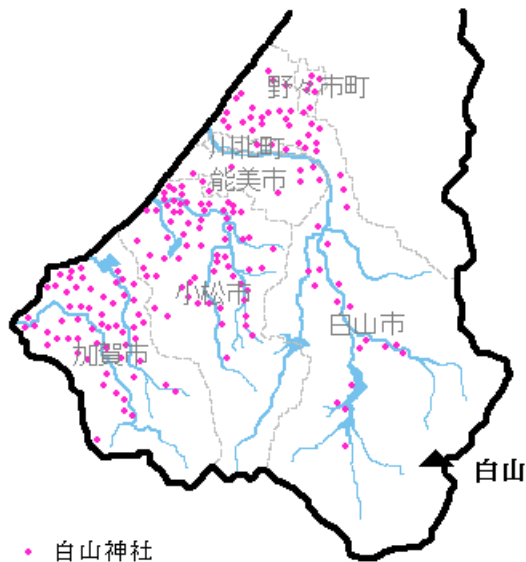 野々市町
川北町
能美市
小松市
白山市
加賀市
白山
白山神社